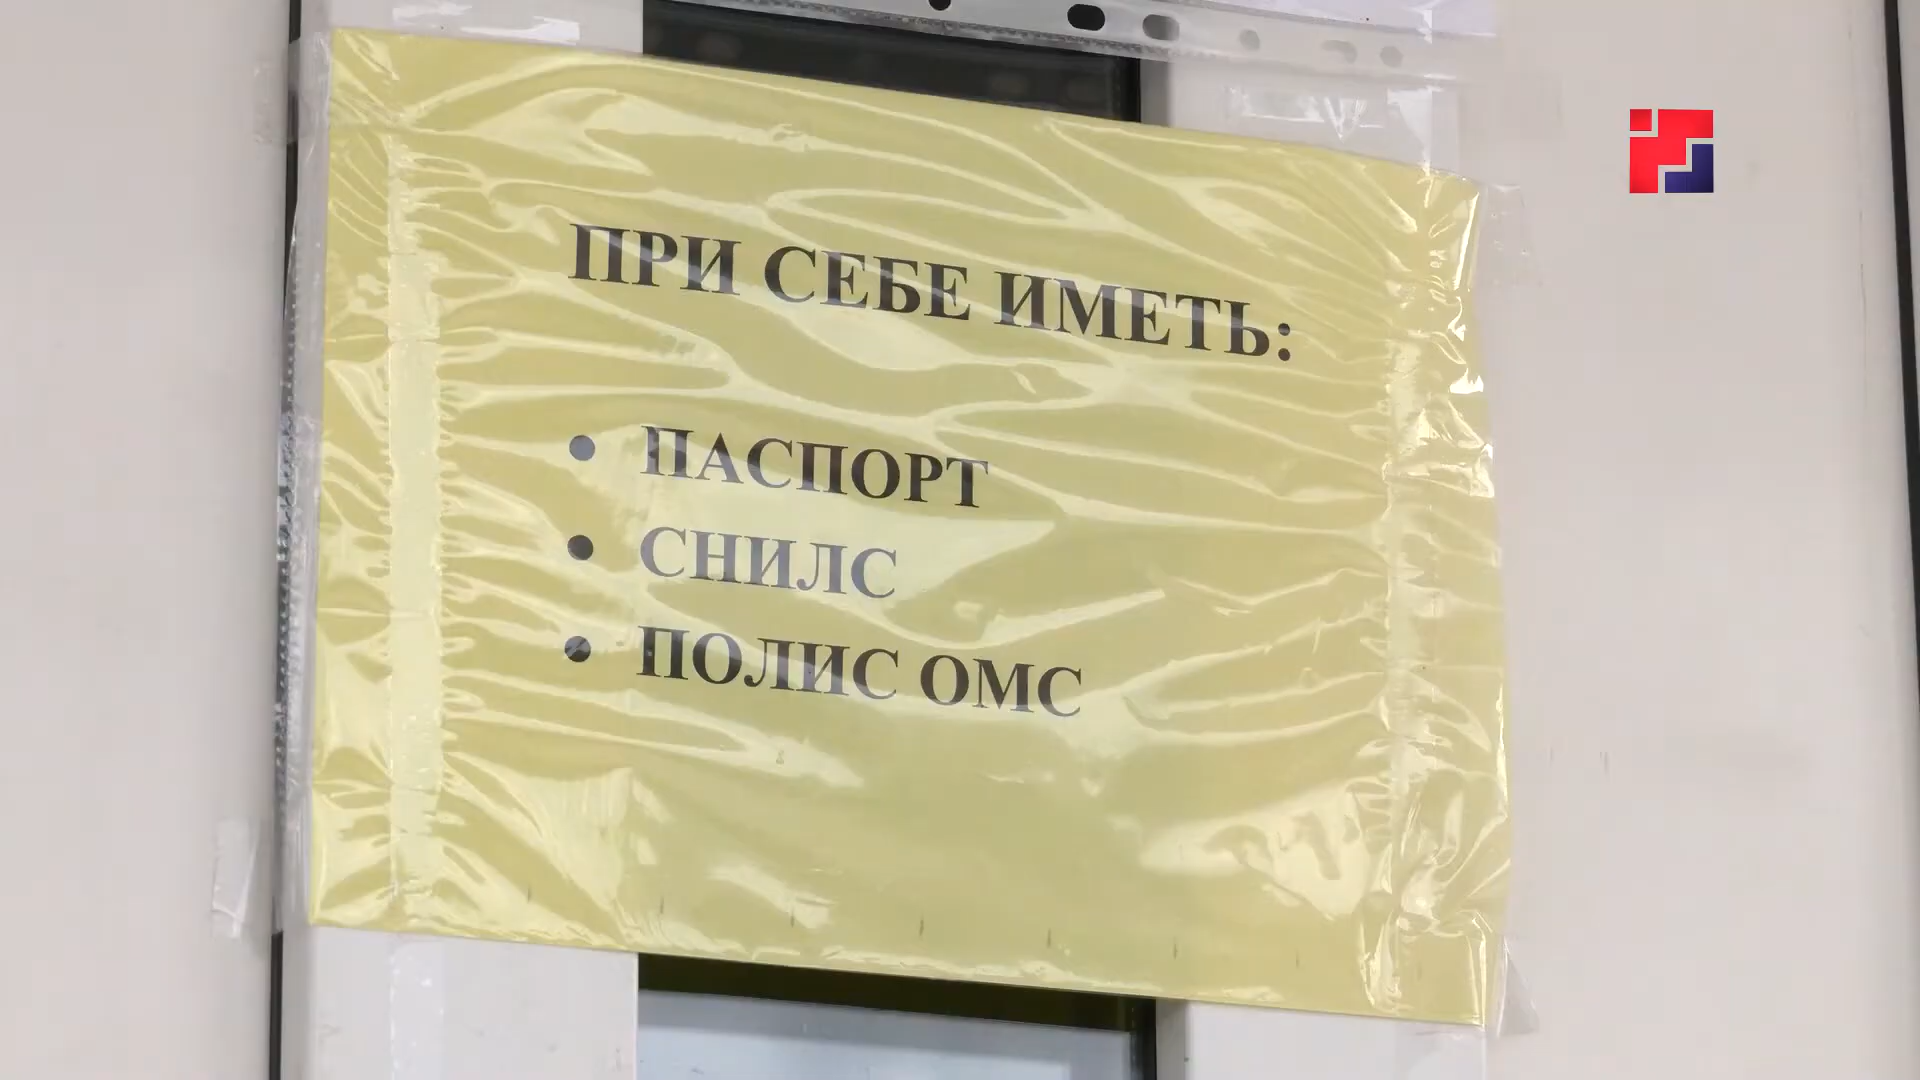 ПРИ СЕБЕ ИМЕТЬ:
• ПАСПОРТ
• СНИЛС
• ПОЛИС ОМС